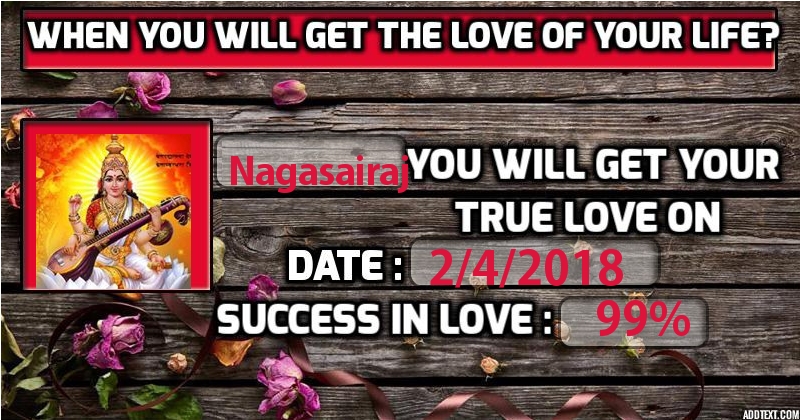 WHEN YOU WILL GET THE LOVE OF YOUR LIFE?
Nagasairaj YOU WILL GET YOUR
TRUE LOVE ON
DATE : 2/4/2018
SUCCESS IN LOVE : 99%
ADDTEXT.COM